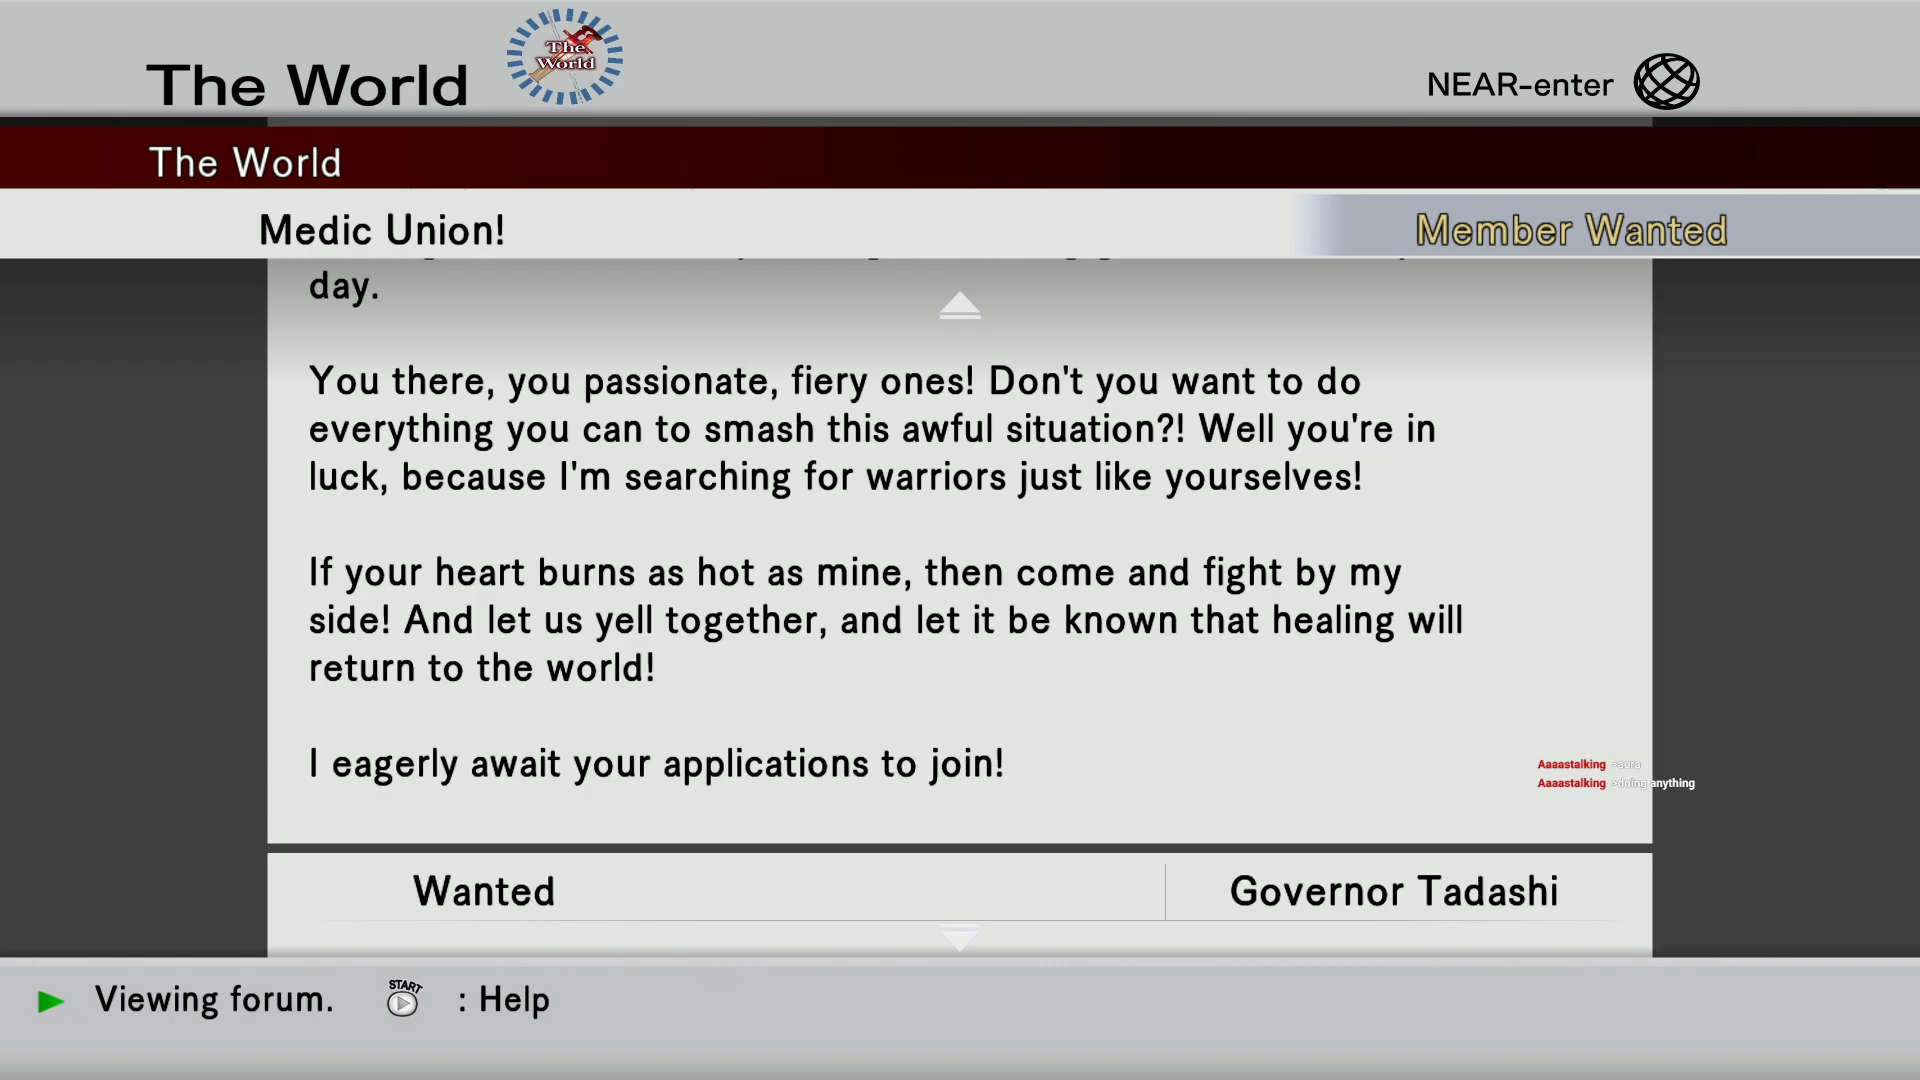 The World
The
World
NEAR-enter
The World
Medic Union!
Member Wanted
day.
You there, you passionate, fiery ones! Don't you want to do
everything you can to smash this awful situation?! Well you're in
luck, because I'm searching for warriors just like yourselves!
If your heart burns as hot as mine, then come and fight by my
side! And let us yell together, and let it be known that healing will
return to the world!
I eagerly await your applications to join!
Aaaastalking >aura
Aaaastalking >doing anything
Wanted
Governor Tadashi
Viewing forum.
START
: Help